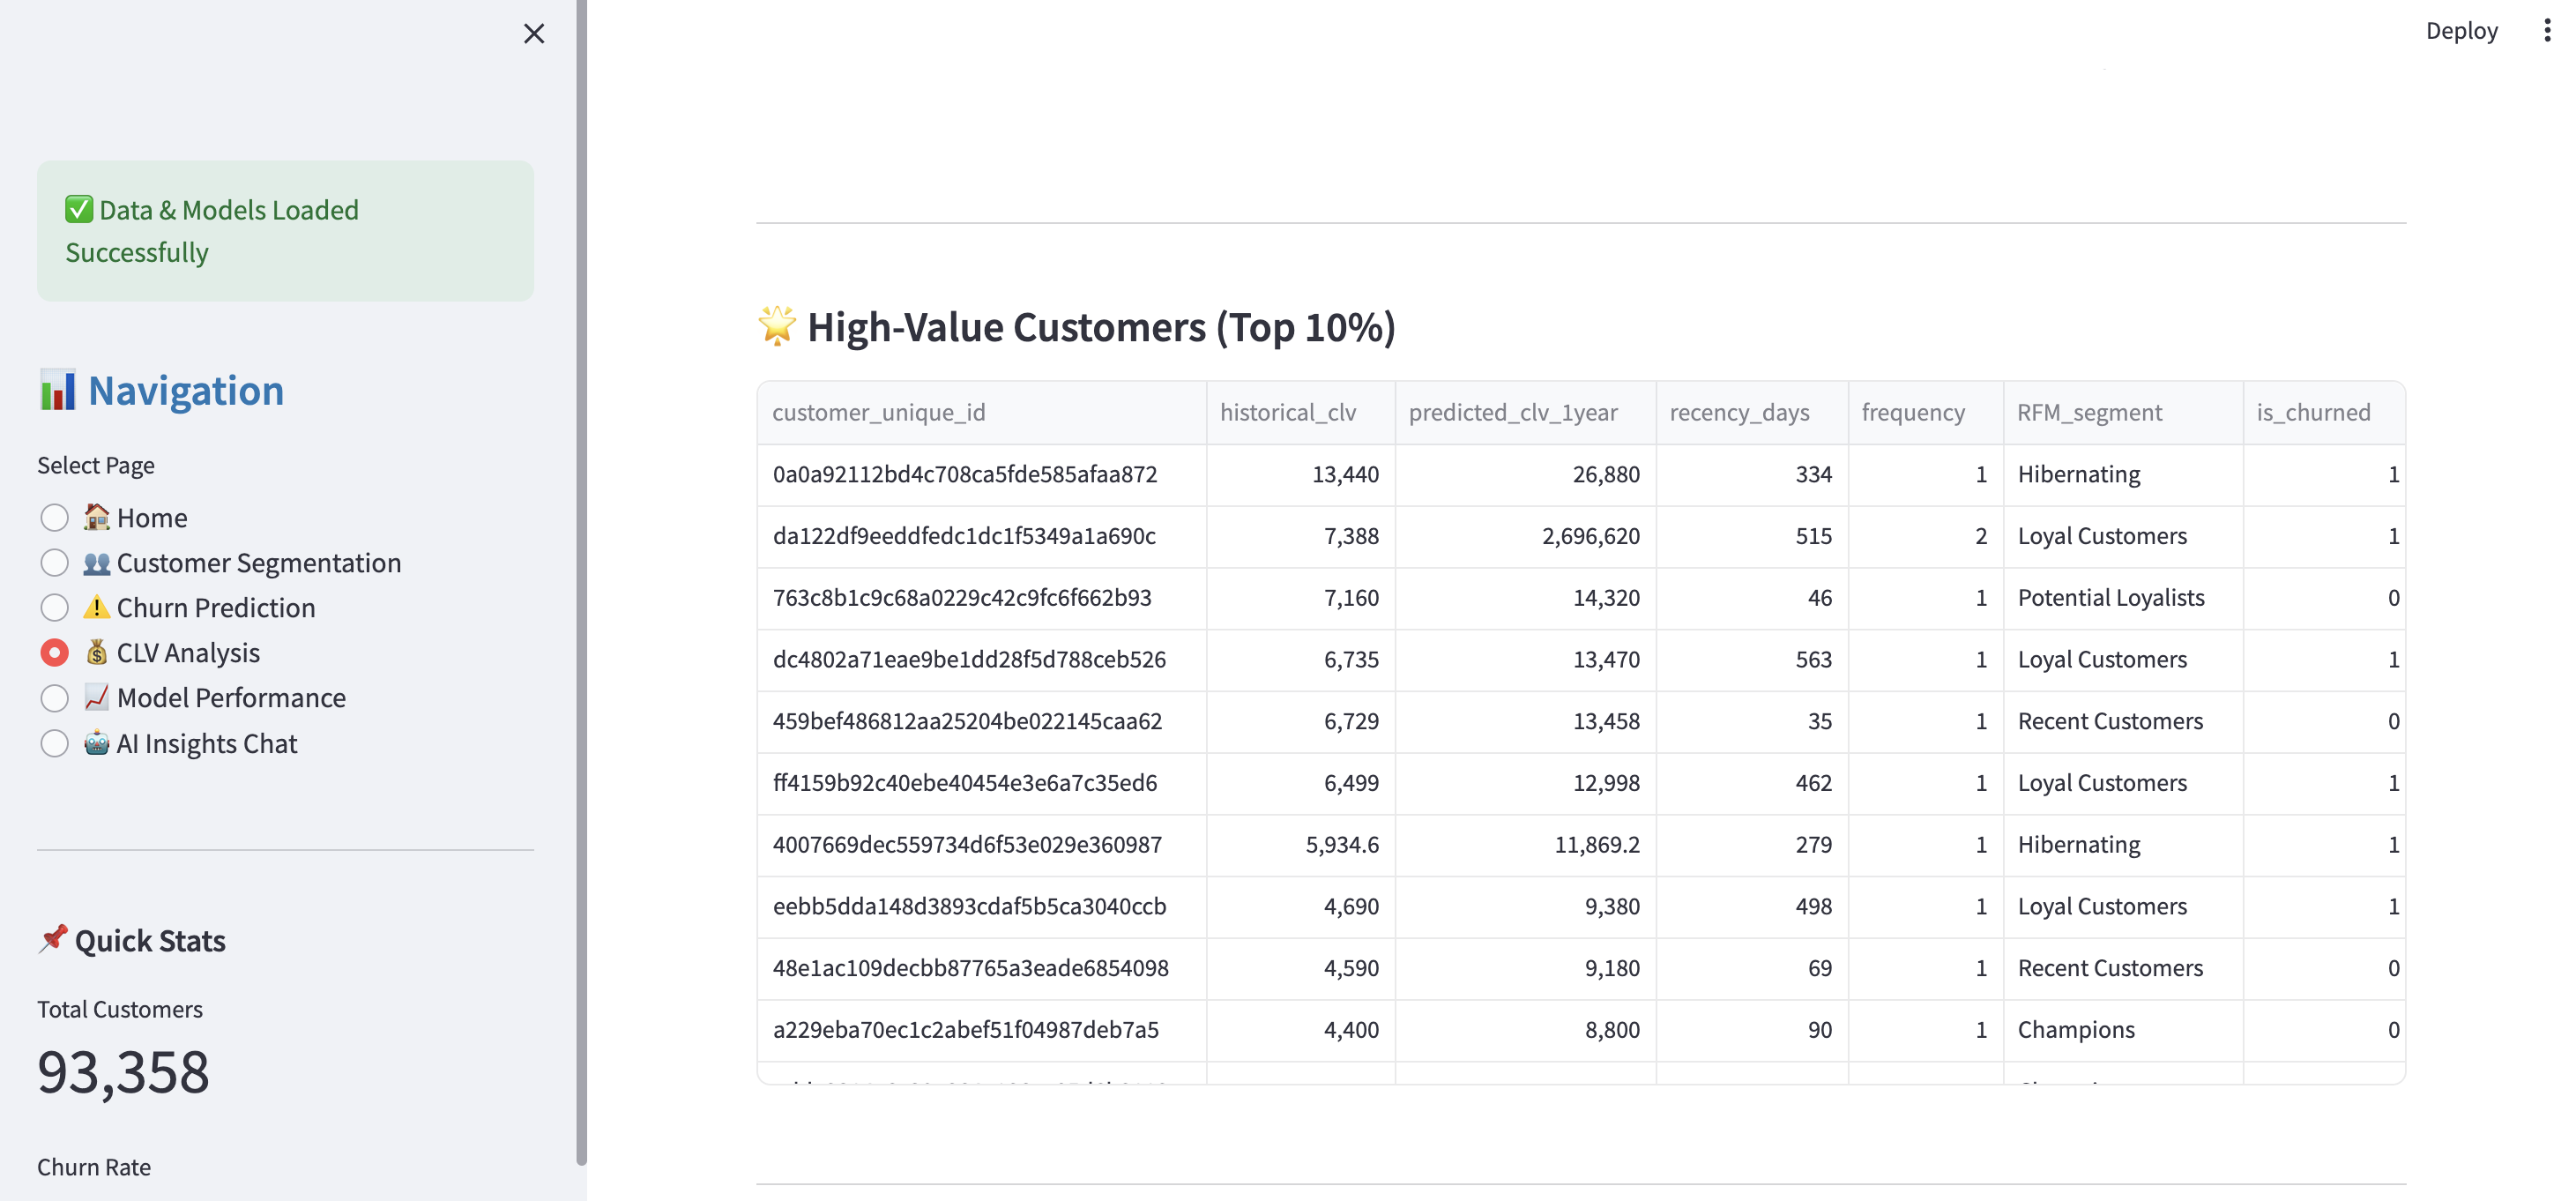 Deploy
✅ Data & Models Loaded
Successfully
📊 Navigation
Select Page
🏠 Home
👥 Customer Segmentation
⚠️ Churn Prediction
💰 CLV Analysis
📈 Model Performance
🤖 AI Insights Chat
📌 Quick Stats
Total Customers
93,358
Churn Rate
🌟 High-Value Customers (Top 10%)
customer_unique_id historical_clv predicted_clv_1year recency_days frequency RFM_segment is_churned
0a0a92112bd4c708ca5fde585afaa872 13,440 26,880 334 1 Hibernating 1
da122df9eeddfedc1dc1f5349a1a690c 7,388 2,696,620 515 2 Loyal Customers 1
763c8b1c9c68a0229c42c9fc6f662b93 7,160 14,320 46 1 Potential Loyalists 0
dc4802a71eae9be1dd28f5d788ceb526 6,735 13,470 563 1 Loyal Customers 1
459bef486812aa25204be022145caa62 6,729 13,458 35 1 Recent Customers 0
ff4159b92c40ebe40454e3e6a7c35ed6 6,499 12,998 462 1 Loyal Customers 1
4007669dec559734d6f53e029e360987 5,934.6 11,869.2 279 1 Hibernating 1
eebb5dda148d3893cdaf5b5ca3040ccb 4,690 9,380 498 1 Loyal Customers 1
48e1ac109decbb87765a3eade6854098 4,590 9,180 69 1 Recent Customers 0
a229eba70ec1c2abef51f04987deb7a5 4,400 8,800 90 1 Champions 0